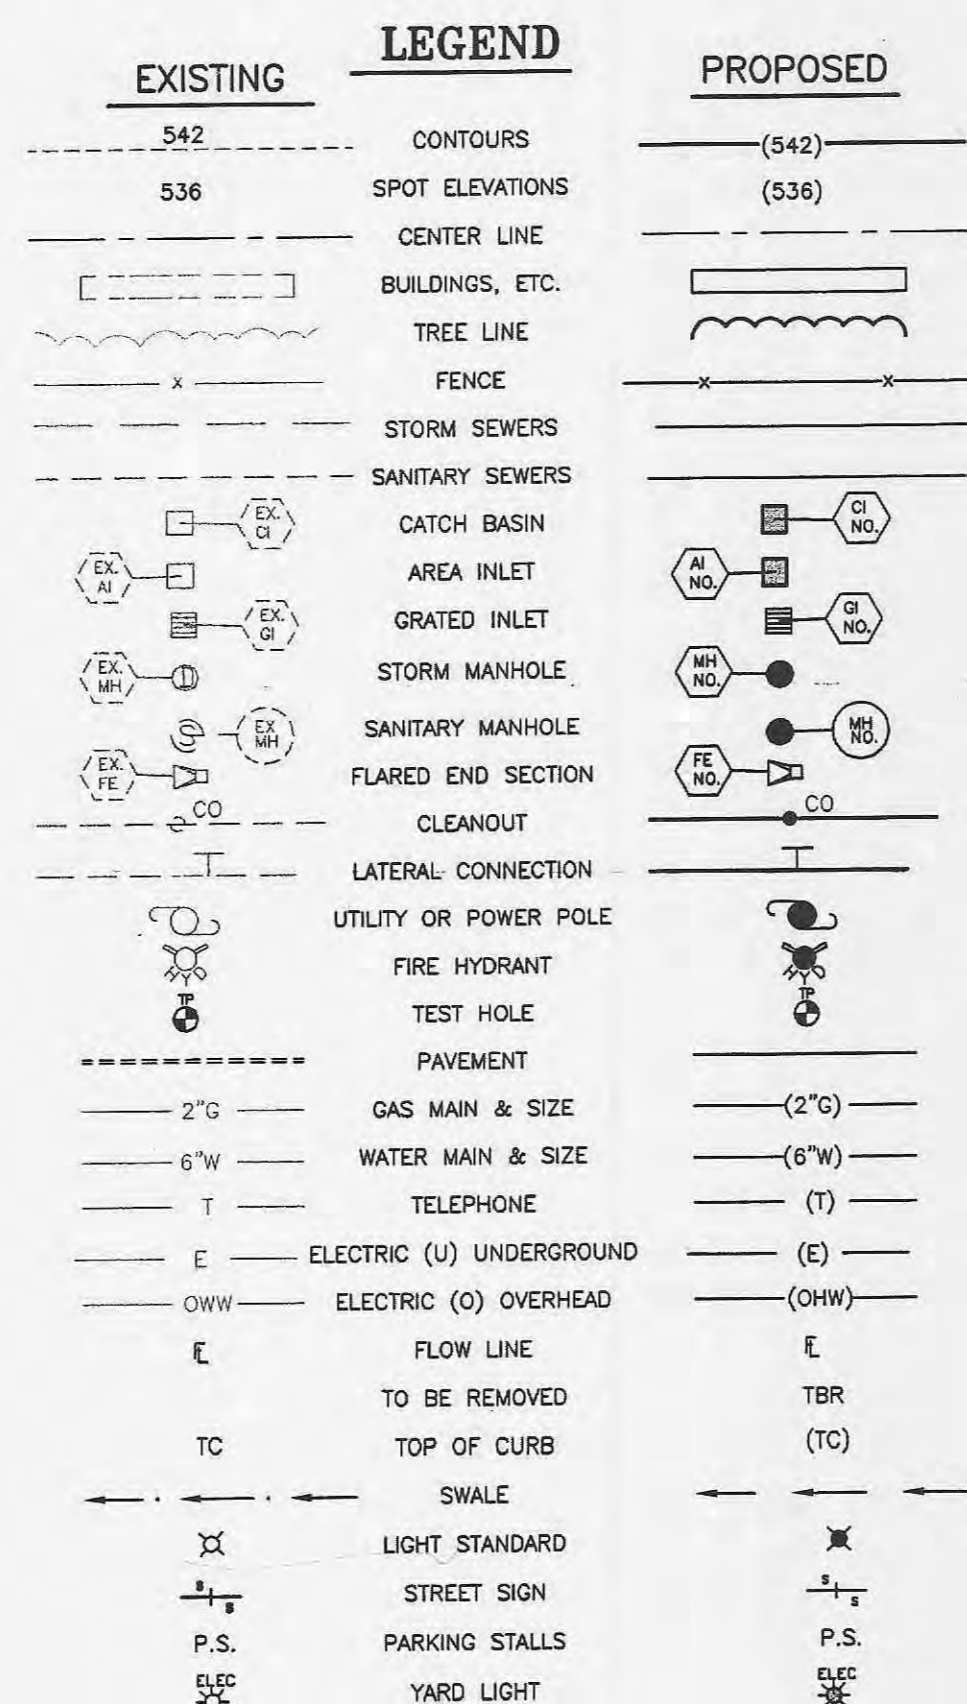 LEGEND
EXISTING PROPOSED
542 CONTOURS (542)
536 SPOT ELEVATIONS (536)
CENTER LINE
BUILDINGS, ETC.
TREE LINE
X FENCE X X
STORM SEWERS
SANITARY SEWERS
EX. CI CATCH BASIN CI NO.
EX. AI AREA INLET AI NO.
EX. GI GRATED INLET GI NO.
EX. MH STORM MANHOLE MH NO.
EX MH SANITARY MANHOLE MH NO.
EX. FE FLARED END SECTION FE NO.
CO CLEANOUT CO
LATERAL CONNECTION
UTILITY OR POWER POLE
HYD FIRE HYDRANT HYD
TP TEST HOLE TP
PAVEMENT
2"G GAS MAIN & SIZE (2"G)
6"W WATER MAIN & SIZE (6"W)
T TELEPHONE (T)
E ELECTRIC (U) UNDERGROUND (E)
OWW ELECTRIC (O) OVERHEAD (OHW)
FL FLOW LINE FL
TO BE REMOVED TBR
TC TOP OF CURB (TC)
SWALE
LIGHT STANDARD
S S STREET SIGN S S
P.S. PARKING STALLS P.S.
ELEC YARD LIGHT ELEC